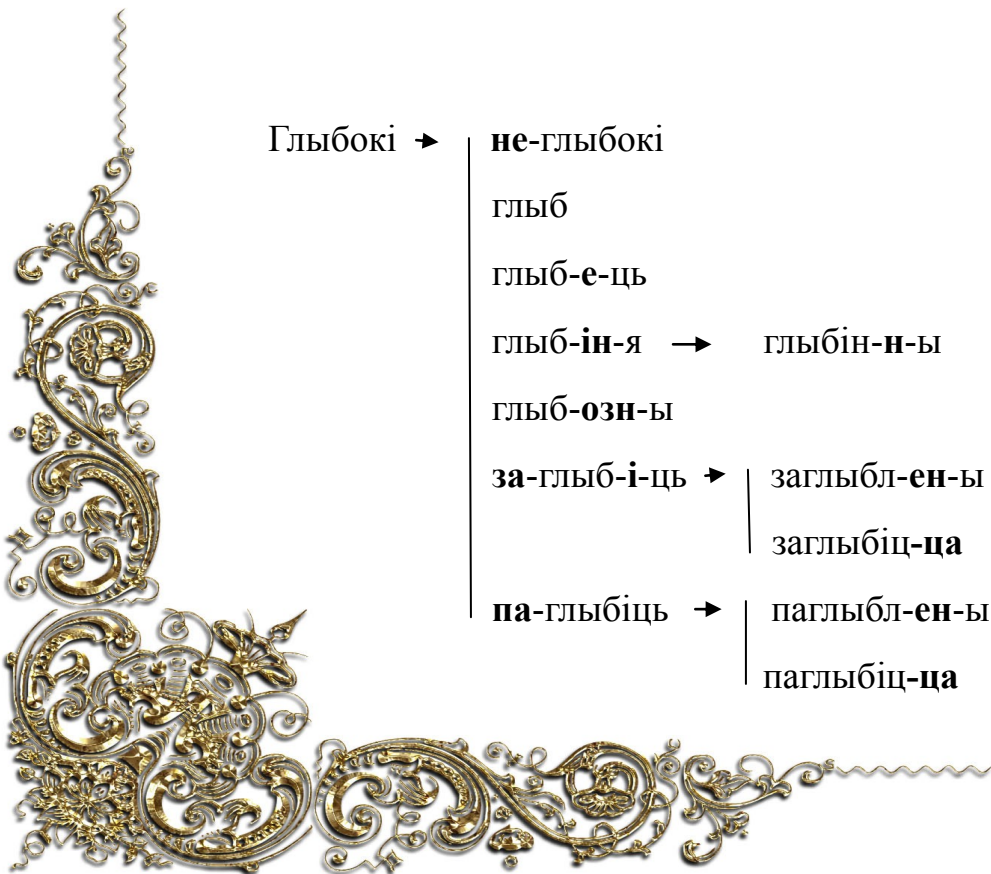 Глыбокі → не-глыбокі
глыб
глыб-е-ць
глыб-ін-я → глыбін-н-ы
глыб-озн-ы
за-глыб-і-ць → заглыбл-ен-ы
заглыбіц-ца
па-глыбіць → паглыбл-ен-ы
паглыбіц-ца